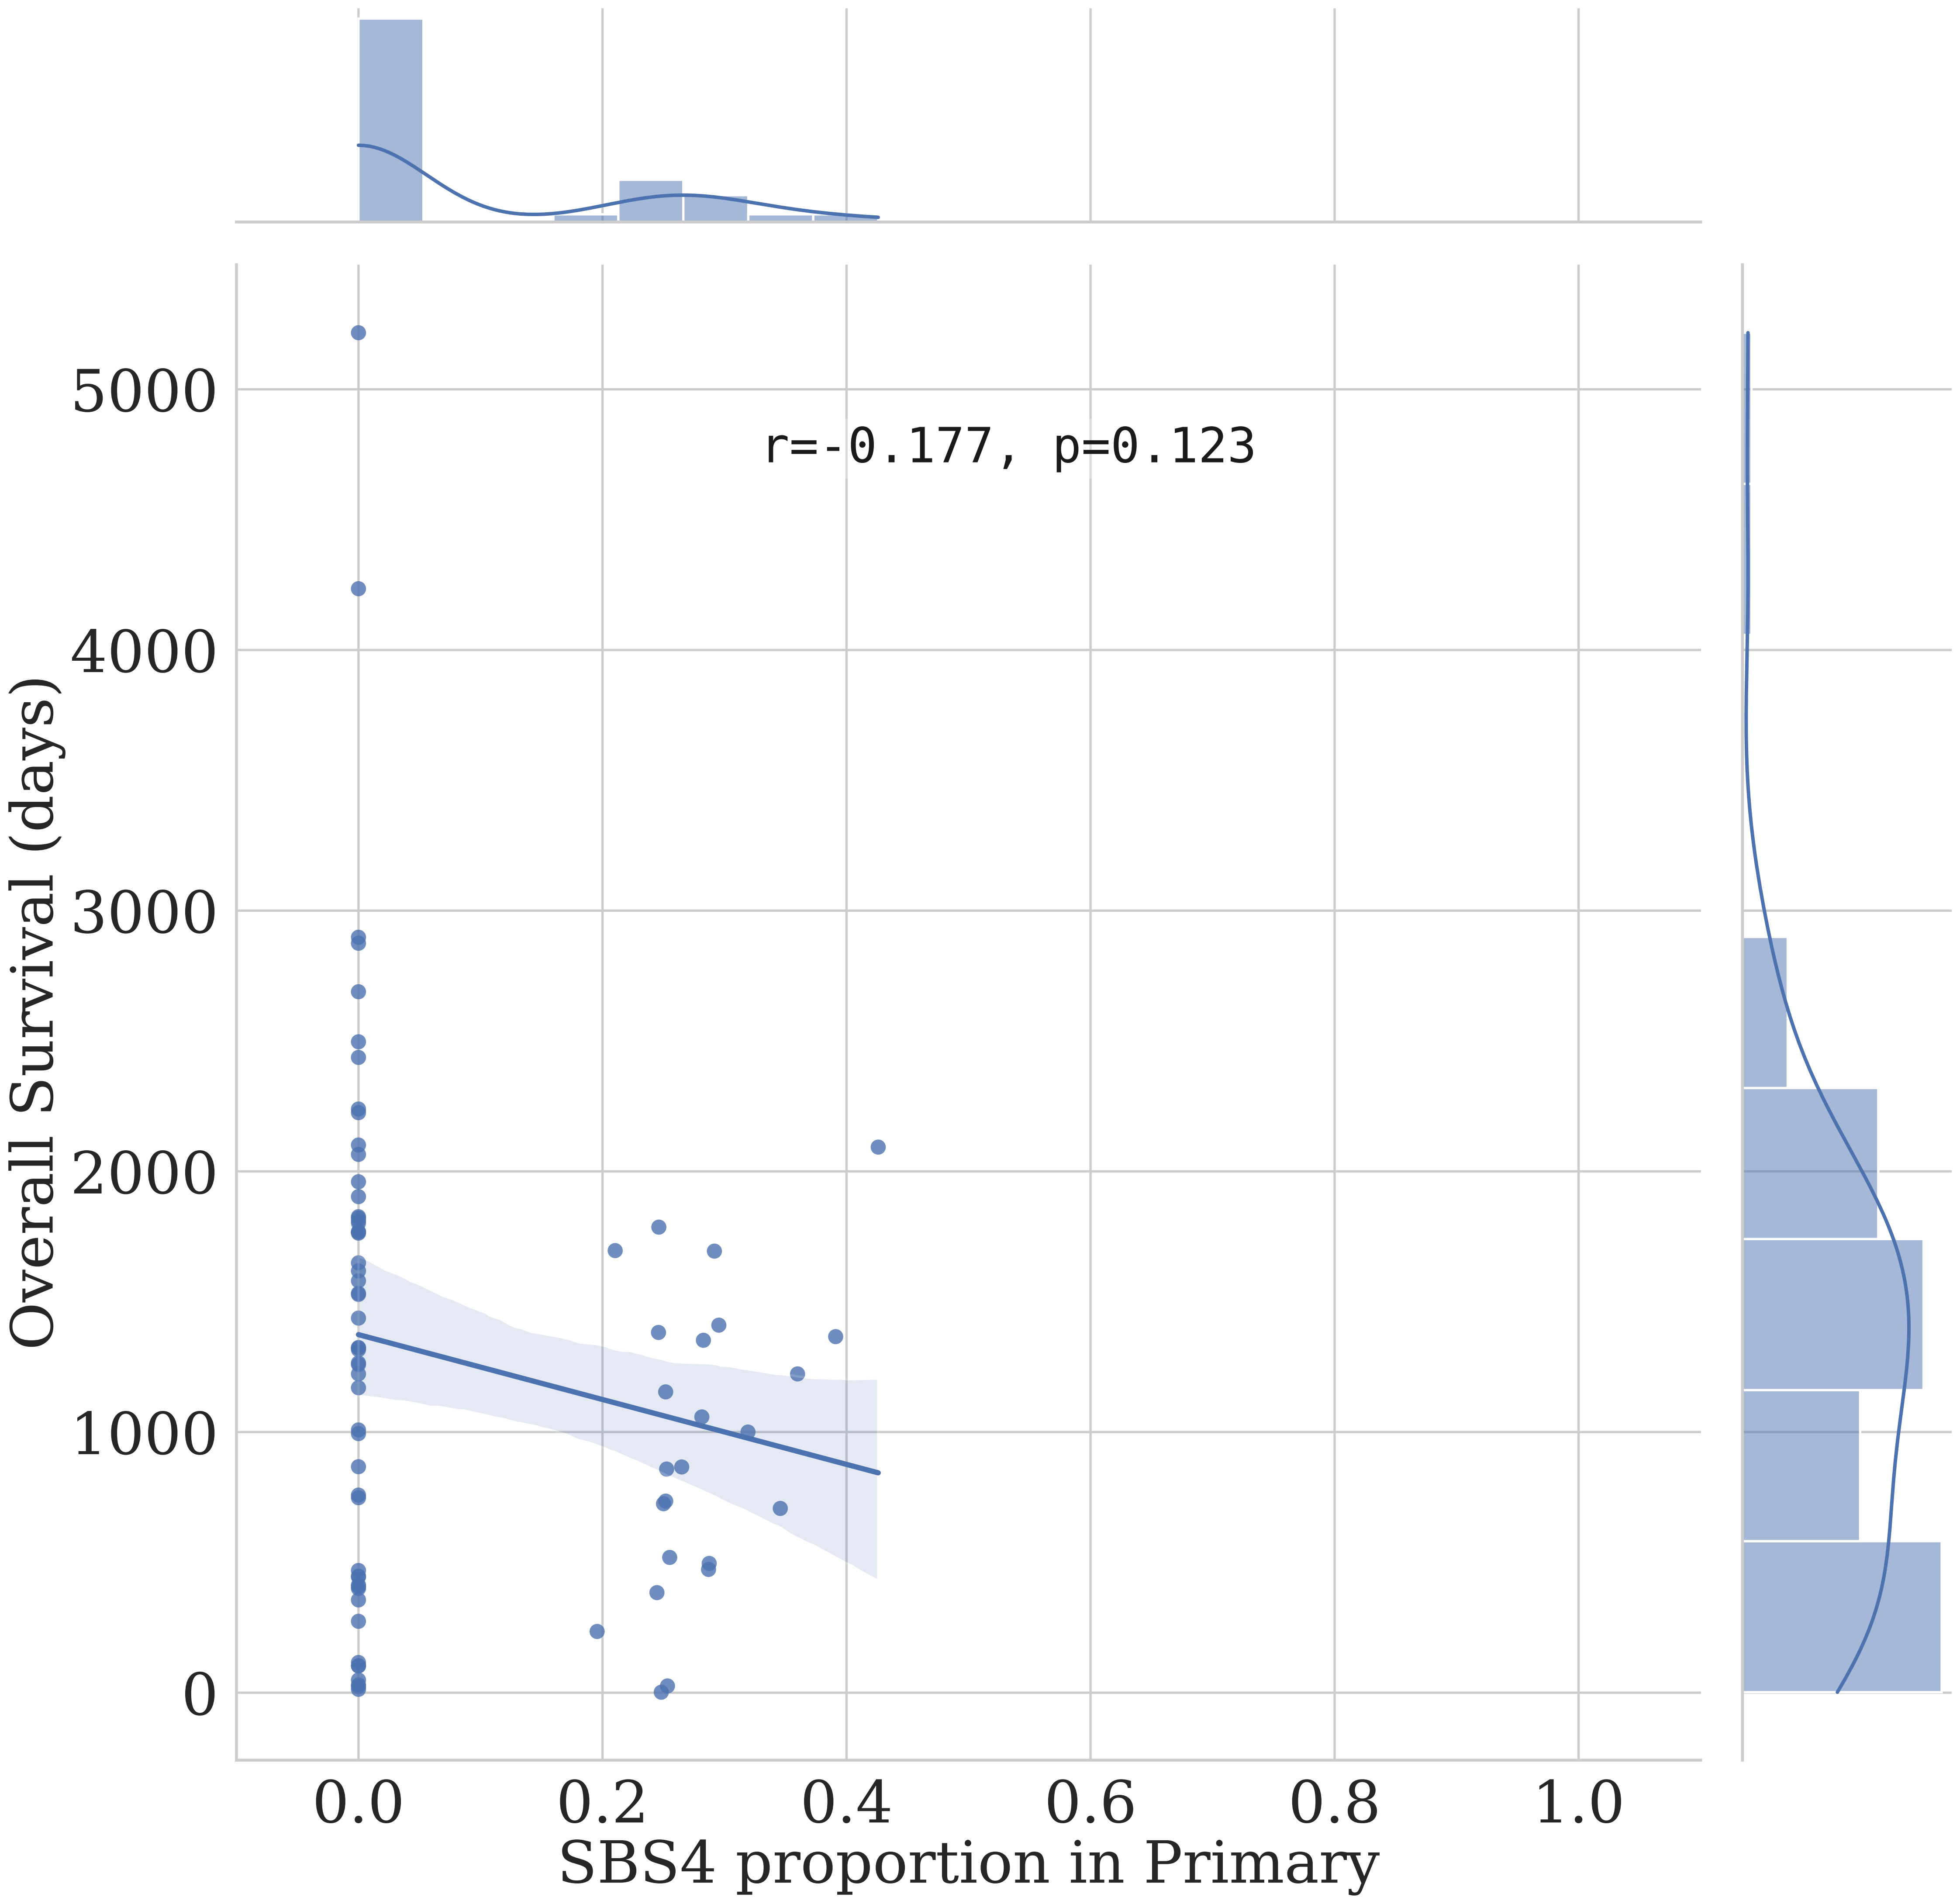 r=-0.177, p=0.123
Overall Survival (days)
5000
4000
3000
2000
1000
0
0.0 0.2 0.4 0.6 0.8 1.0
SBS4 proportion in Primary